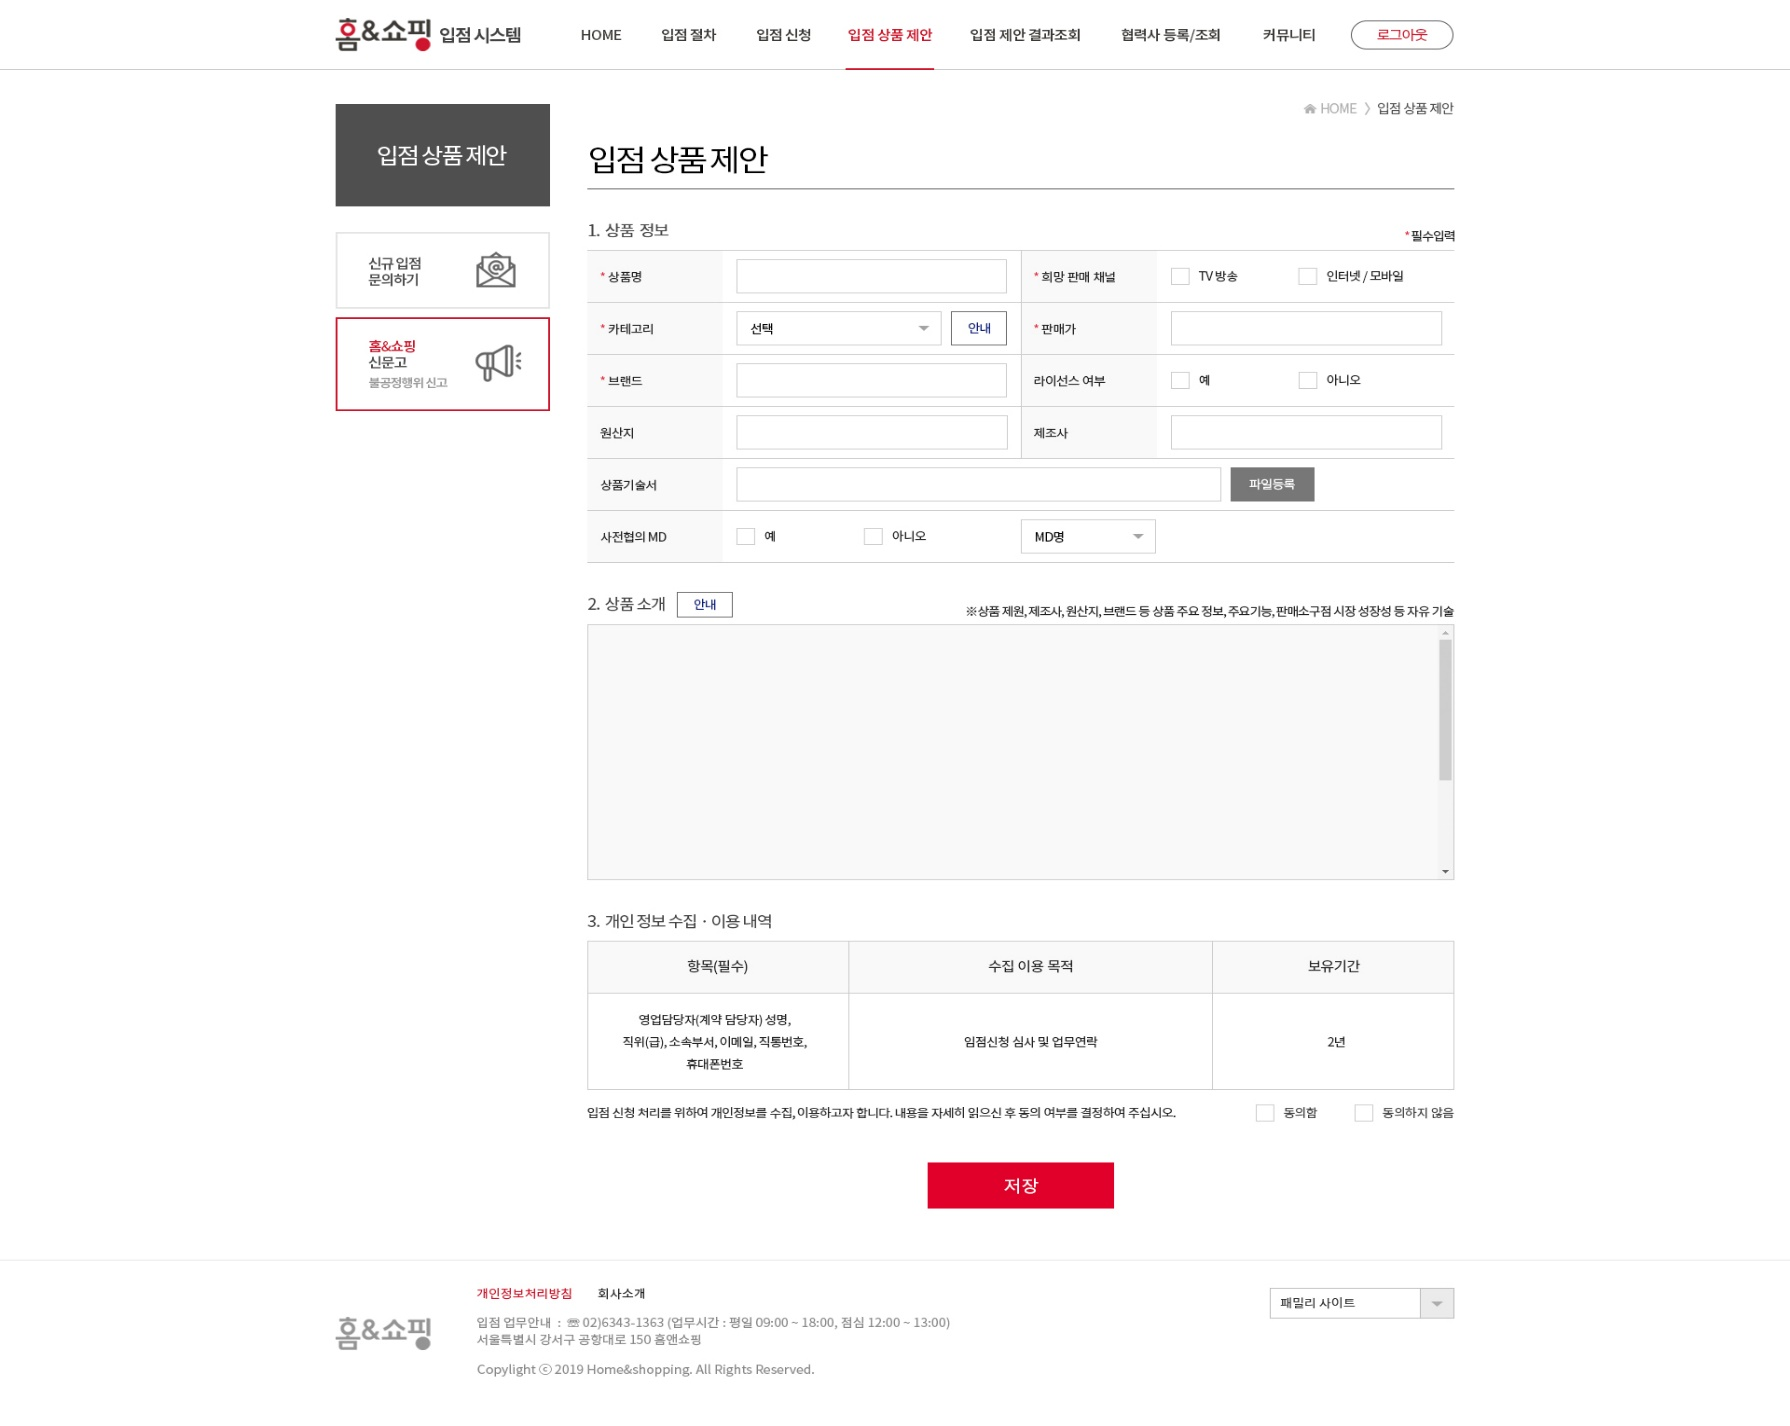 홈&쇼핑 입점 시스템
HOME 입점 절차 입점 신청 입점 상품 제안 입점 제안 결과조회 협력사 등록/조회 커뮤니티 로그아웃
HOME > 입점 상품 제안
입점 상품 제안
신규 입점
문의하기
홈&쇼핑
신문고
불공정행위 신고
입점 상품 제안
1. 상품 정보
*필수입력
* 상품명
* 희망 판매 채널 TV 방송 인터넷 / 모바일
* 카테고리 선택 안내
* 판매가
* 브랜드
라이선스 여부 예 아니오
원산지
제조사
상품기술서 파일등록
사전협의 MD 예 아니오 MD명
2. 상품 소개 안내
※상품 제원, 제조사, 원산지, 브랜드 등 상품 주요 정보, 주요기능, 판매소구점 시장 성장성 등 자유 기술
3. 개인 정보 수집 · 이용 내역
항목(필수) 수집 이용 목적 보유기간
영업담당자(계약 담당자) 성명,
직위(급), 소속부서, 이메일, 직통번호,
휴대폰번호
입점신청 심사 및 업무연락
2년
입점 신청 처리를 위하여 개인정보를 수집, 이용하고자 합니다. 내용을 자세히 읽으신 후 동의 여부를 결정하여 주십시오. 동의함 동의하지 않음
저장
개인정보처리방침 회사소개
패밀리 사이트
홈&쇼핑
입점 업무안내 : ☏ 02)6343-1363 (업무시간 : 평일 09:00 ~ 18:00, 점심 12:00 ~ 13:00)
서울특별시 강서구 공항대로 150 홈앤쇼핑
Copylight ⓒ 2019 Home&shopping. All Rights Reserved.